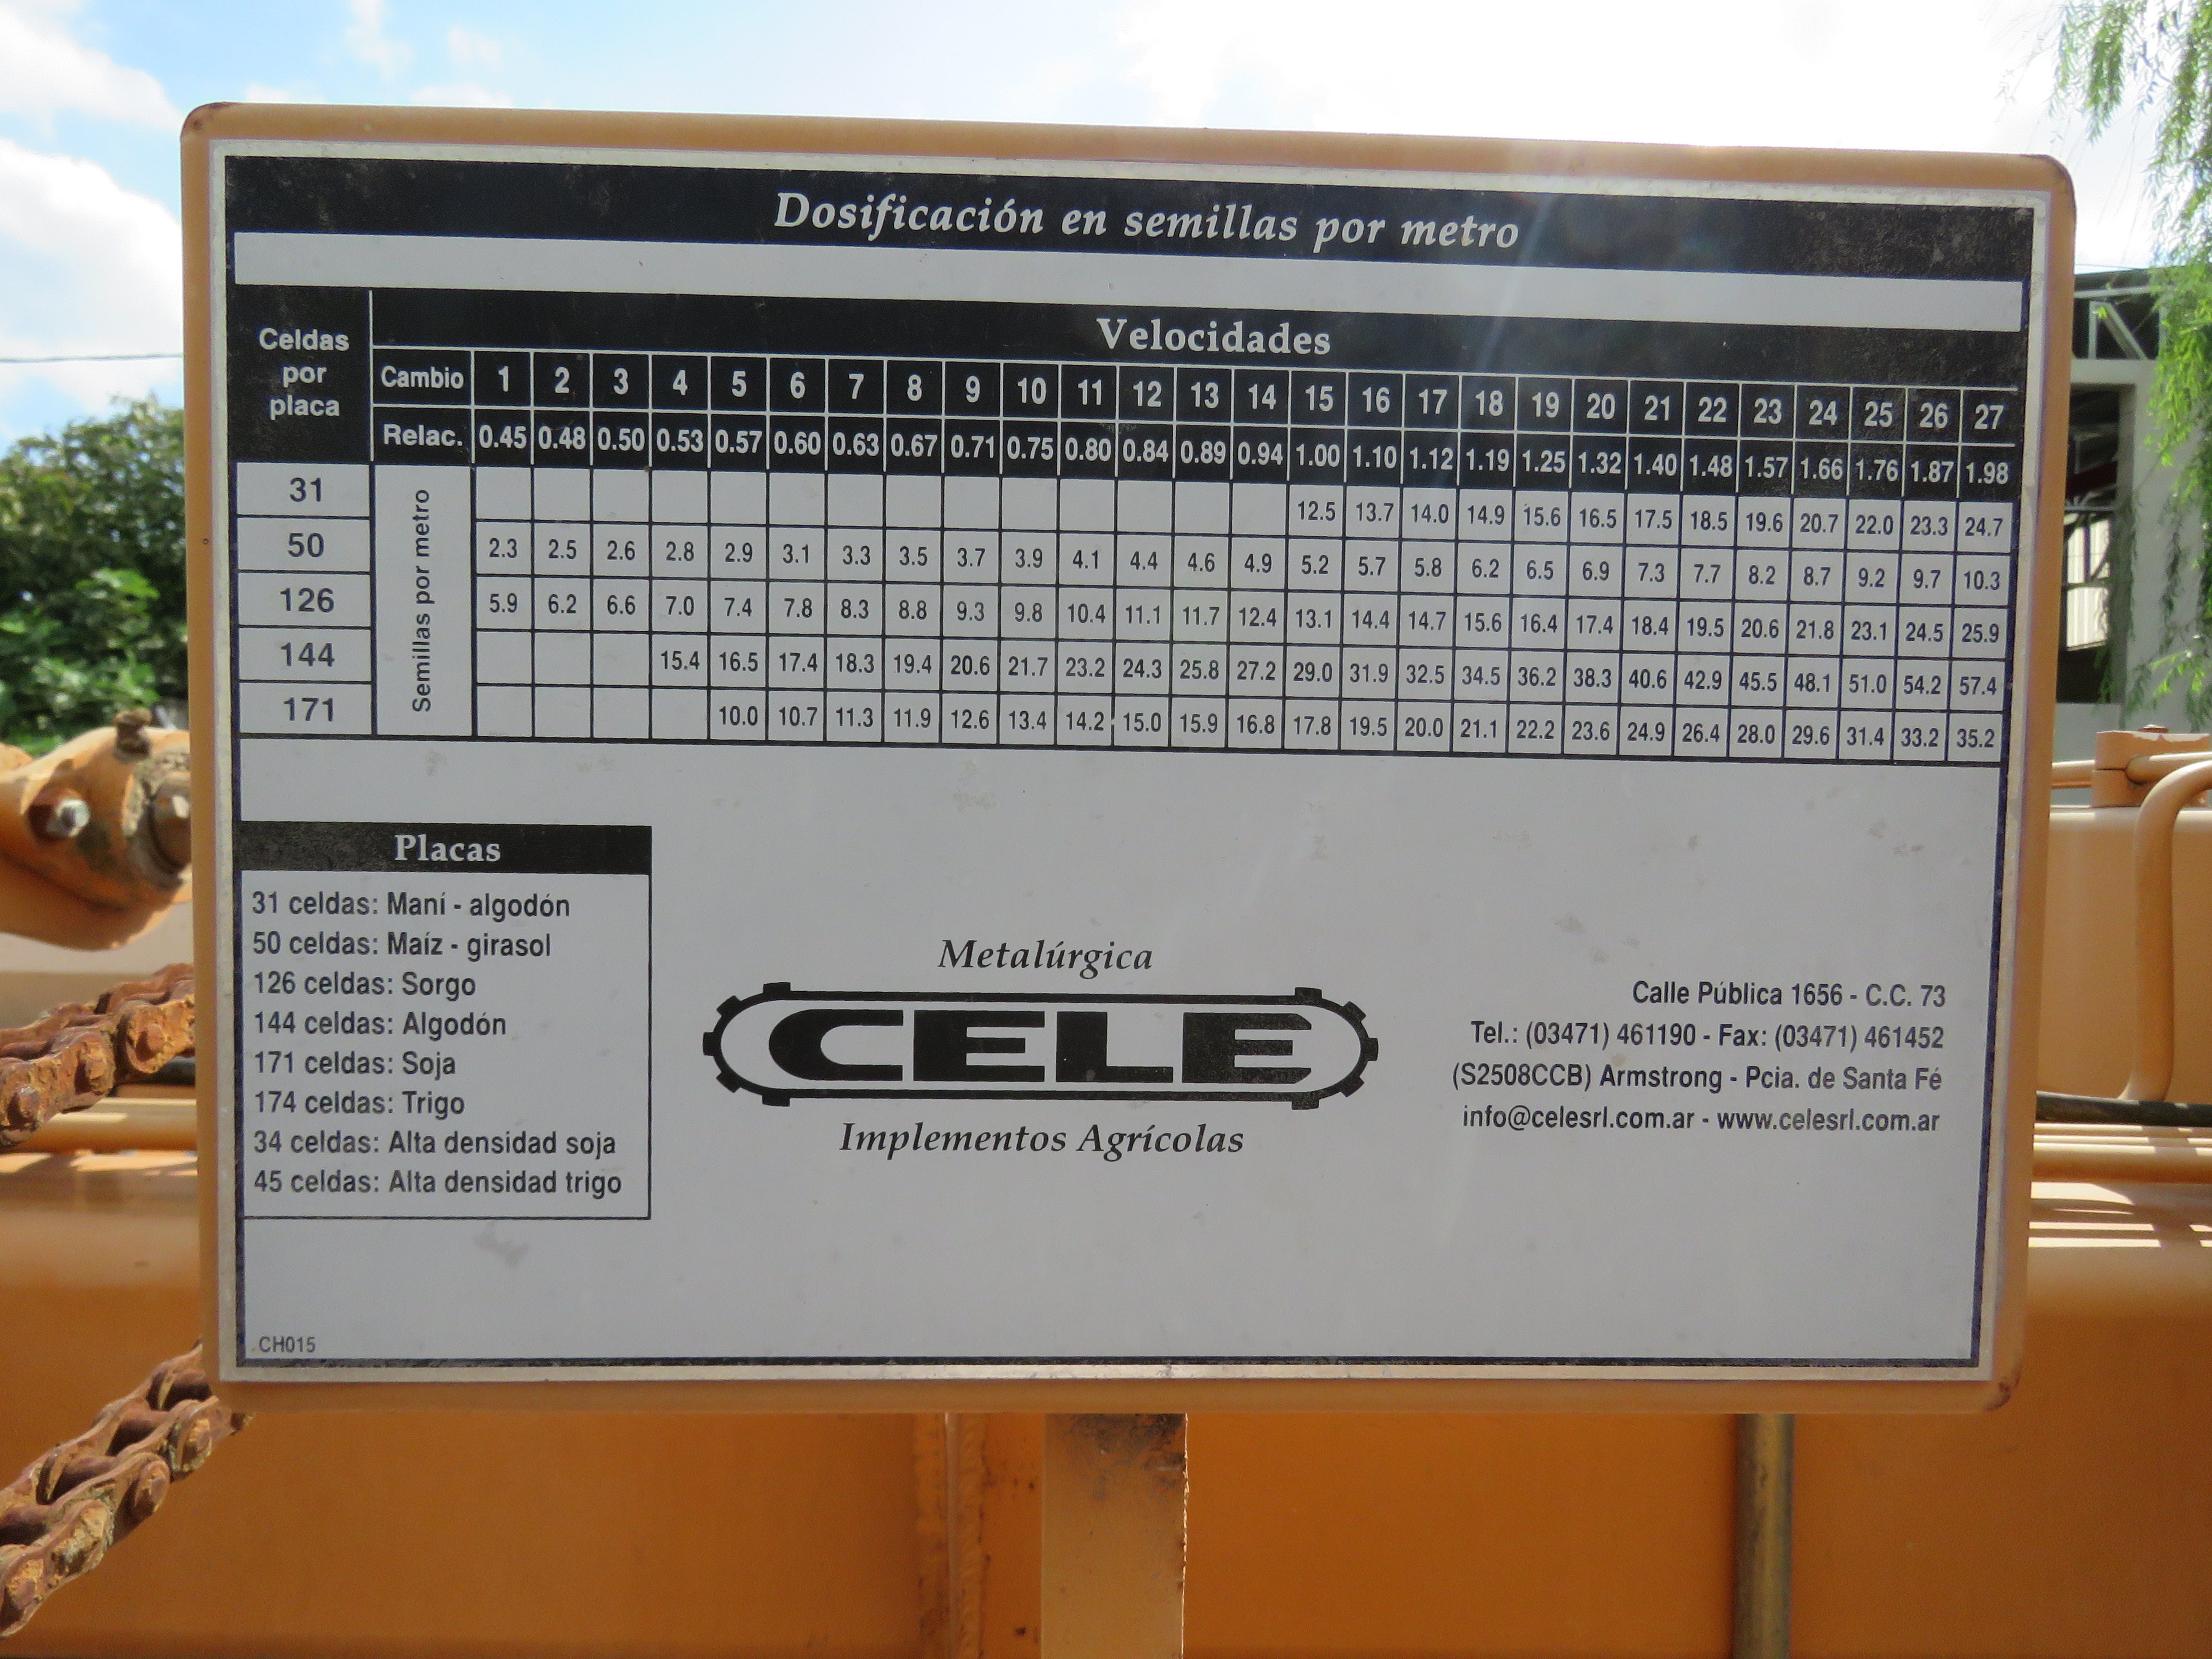 Dosificación en semillas por metro
Celdas por placa
Velocidades
Cambio 1 2 3 4 5 6 7 8 9 10 11 12 13 14 15 16 17 18 19 20 21 22 23 24 25 26 27
Relac. 0.45 0.48 0.50 0.53 0.57 0.60 0.63 0.67 0.71 0.75 0.80 0.84 0.89 0.94 1.00 1.10 1.12 1.19 1.25 1.32 1.40 1.48 1.57 1.66 1.76 1.87 1.98
Semillas por metro
31 12.5 13.7 14.0 14.9 15.6 16.5 17.5 18.5 19.6 20.7 22.0 23.3 24.7
50 2.3 2.5 2.6 2.8 2.9 3.1 3.3 3.5 3.7 3.9 4.1 4.4 4.6 4.9 5.2 5.7 5.8 6.2 6.5 6.9 7.3 7.7 8.2 8.7 9.2 9.7 10.3
126 5.9 6.2 6.6 7.0 7.4 7.8 8.3 8.8 9.3 9.8 10.4 11.1 11.7 12.4 13.1 14.4 14.7 15.6 16.4 17.4 18.4 19.5 20.6 21.8 23.1 24.5 25.9
144 15.4 16.5 17.4 18.3 19.4 20.6 21.7 23.2 24.3 25.8 27.2 29.0 31.9 32.5 34.5 36.2 38.3 40.6 42.9 45.5 48.1 51.0 54.2 57.4
171 10.0 10.7 11.3 11.9 12.6 13.4 14.2 15.0 15.9 16.8 17.8 19.5 20.0 21.1 22.2 23.6 24.9 26.4 28.0 29.6 31.4 33.2 35.2
Placas
31 celdas: Maní - algodón
50 celdas: Maíz - girasol
126 celdas: Sorgo
144 celdas: Algodón
171 celdas: Soja
174 celdas: Trigo
34 celdas: Alta densidad soja
45 celdas: Alta densidad trigo
Metalúrgica
CELE
Implementos Agrícolas
Calle Pública 1656 - C.C. 73
Tel.: (03471) 461190 - Fax: (03471) 461452
(S2508CCB) Armstrong - Pcia. de Santa Fé
info@celesrl.com.ar - www.celesrl.com.ar
CH015